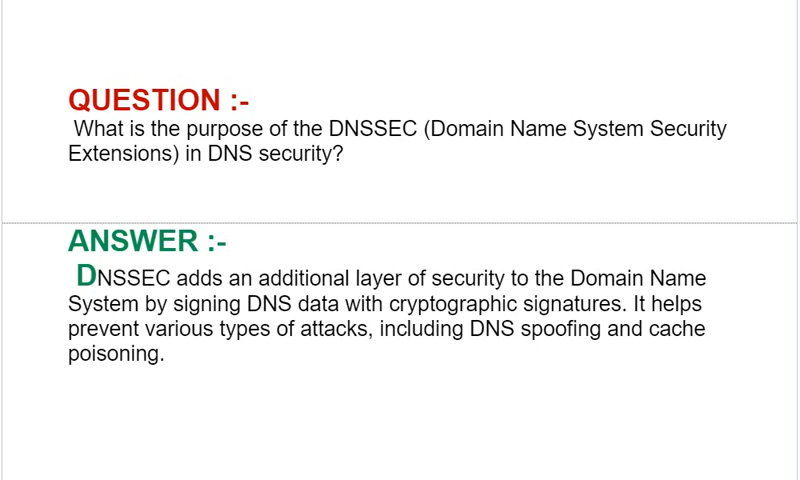 QUESTION :-
What is the purpose of the DNSSEC (Domain Name System Security
Extensions) in DNS security?
ANSWER :-
DNSSEC adds an additional layer of security to the Domain Name
System by signing DNS data with cryptographic signatures. It helps
prevent various types of attacks, including DNS spoofing and cache
poisoning.